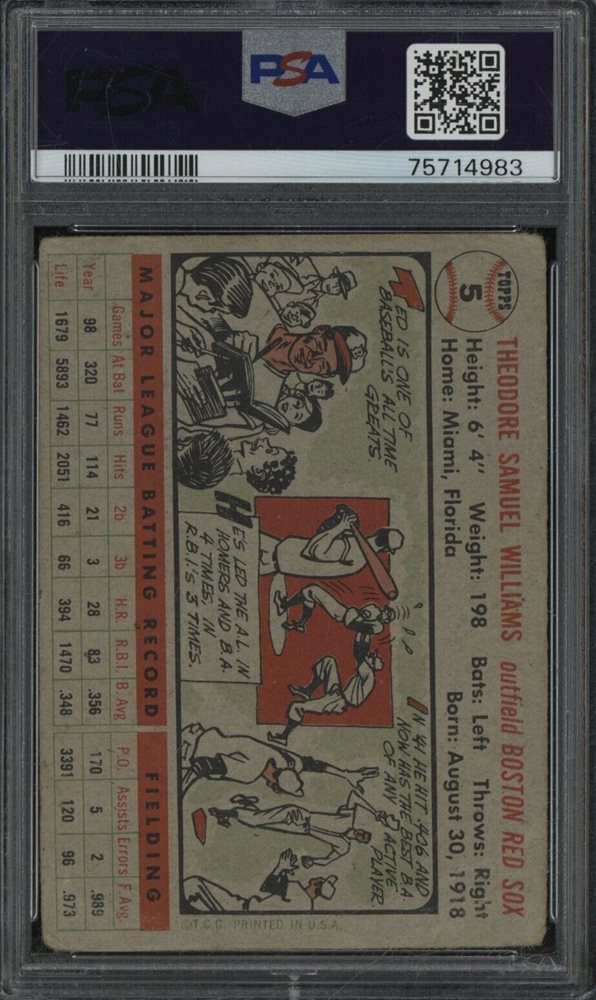 PSA
PSA
75714983
TOPPS
5
THEODORE SAMUEL WILLIAMS outfield BOSTON RED SOX
Height: 6' 4" Weight: 198 Bats: Left Throws: Right
Home: Miami, Florida Born: August 30, 1918
TED IS ONE OF
BASEBALL'S ALL TIME
GREATS.
HE'S LED THE A.L. IN
HOMERS AND B.A.
4 TIMES, IN
R.B.I.'S 3 TIMES.
IN '41 HE HIT .406 AND
NOW HAS THE BEST B.A.
OF ANY ACTIVE
PLAYER
MAJOR LEAGUE BATTING RECORD FIELDING
Games At Bat Runs Hits 2b 3b H.R. R.B.I. B. Avg. P.O. Assists Errors F. Avg.
Year 98 320 77 114 21 3 28 83 .356 170 5 2 .989
Life 1679 5893 1462 2051 416 66 394 1470 .348 3391 120 96 .973
©T.C.G. PRINTED IN U.S.A.